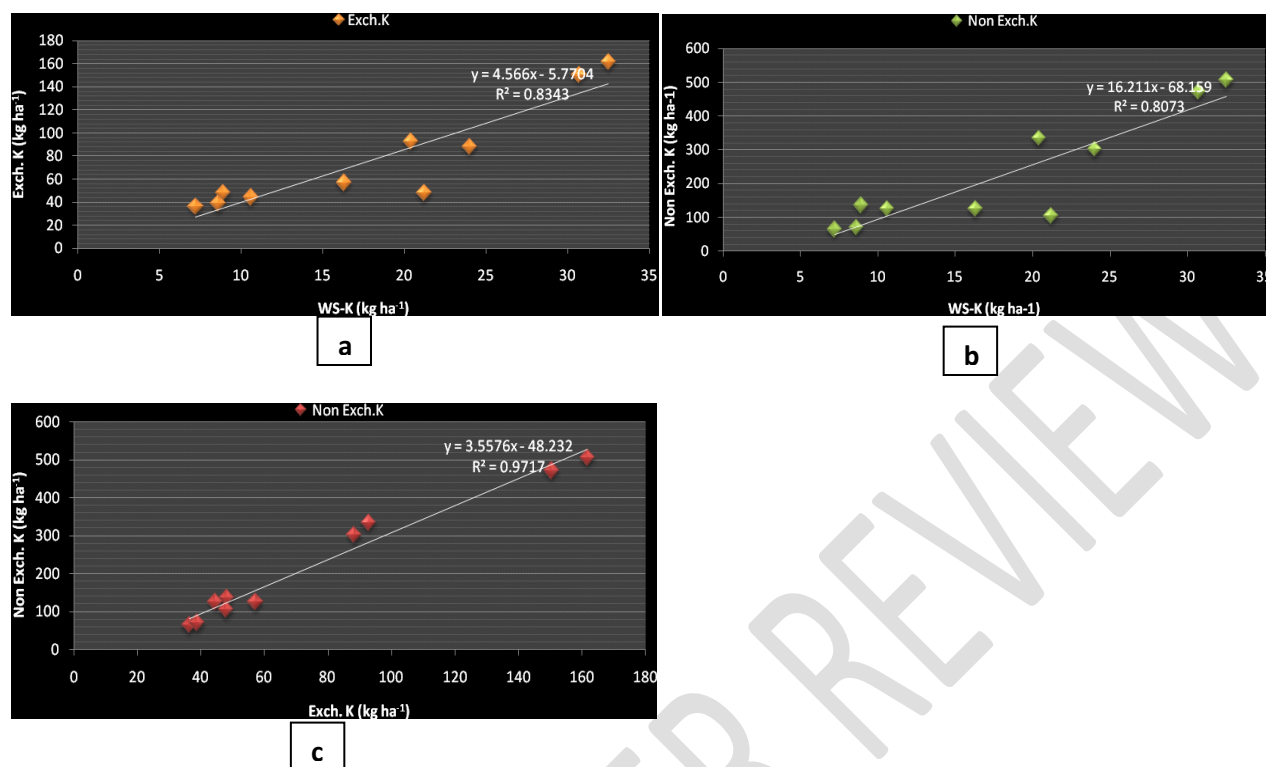 Exch.K
180
160
140
120
100
80
60
40
20
0
Exch. K (kg ha-1)
y = 4.566x - 5.7704
R² = 0.8343
0 5 10 15 20 25 30 35
WS-K (kg ha-1)
a
Non Exch.K
600
500
400
300
200
100
0
Non Exch. K (kg ha-1)
y = 16.211x - 68.159
R² = 0.8073
0 5 10 15 20 25 30 35
WS-K (kg ha-1)
b
Non Exch.K
600
500
400
300
200
100
0
Non Exch. K (kg ha-1)
y = 3.5576x - 48.232
R² = 0.9717
0 20 40 60 80 100 120 140 160 180
Exch. K (kg ha-1)
c
ER REVIEW